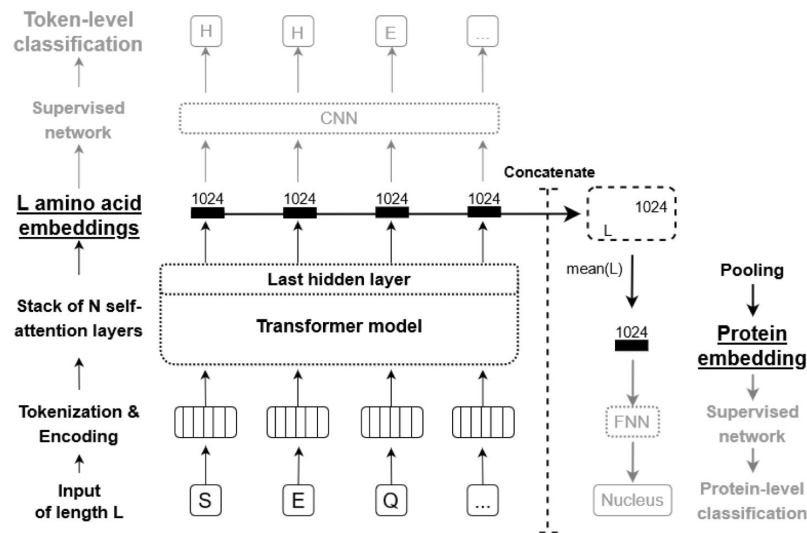 Token-level
classification
H
H
E
...
Supervised
network
CNN
Concatenate
L amino acid
embeddings
1024
1024
1024
1024
1024
L
Last hidden layer
mean(L)
Pooling
Stack of N self-
attention layers
Transformer model
1024
Protein
embedding
Tokenization &
Encoding
FNN
Supervised
network
Input
of length L
S
E
Q
...
Nucleus
Protein-level
classification